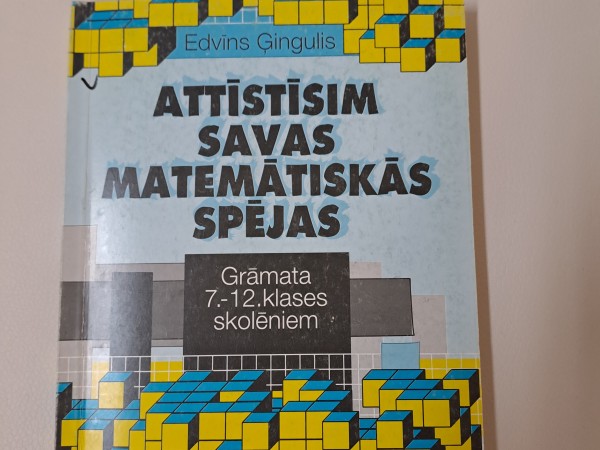 Edvīns Ģingulis
ATTĪSTĪSIM
SAVAS
MATEMĀTISKĀS
SPĒJAS
Grāmata
7.-12.klases
skolēniem